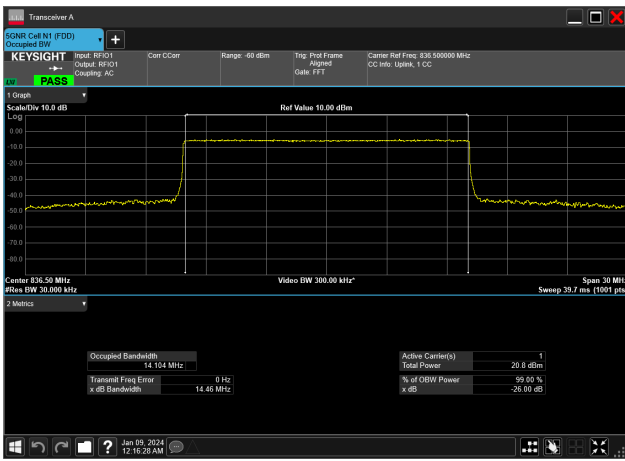 Transceiver A
5GNR Cell N1 (FDD)
Occupied BW
KEYSIGHT
PASS
Input: RFIO1
Output: RFIO1
Coupling: AC
Corr CCorr
Range: -60 dBm
Trig: Prot Frame
Aligned
Gate: FFT
Carrier Ref Freq: 836.500000 MHz
CC Info: Uplink, 1 CC
1 Graph
Scale/Div 10.0 dB
Ref Value 10.00 dBm
Log
0.00
-10.0
-20.0
-30.0
-40.0
-50.0
-60.0
-70.0
-80.0
Center 836.50 MHz
Video BW 300.00 kHz*
Span 30 MH
#Res BW 30.000 kHz
Sweep 39.7 ms (1001 pts
2 Metrics
Occupied Bandwidth
14.104 MHz
Transmit Freq Error 0 Hz
x dB Bandwidth 14.46 MHz
Active Carrier(s) 1
Total Power 20.8 dBm
% of OBW Power 99.00 %
x dB -26.00 dB
?
Jan 09, 2024
12:16:28 AM